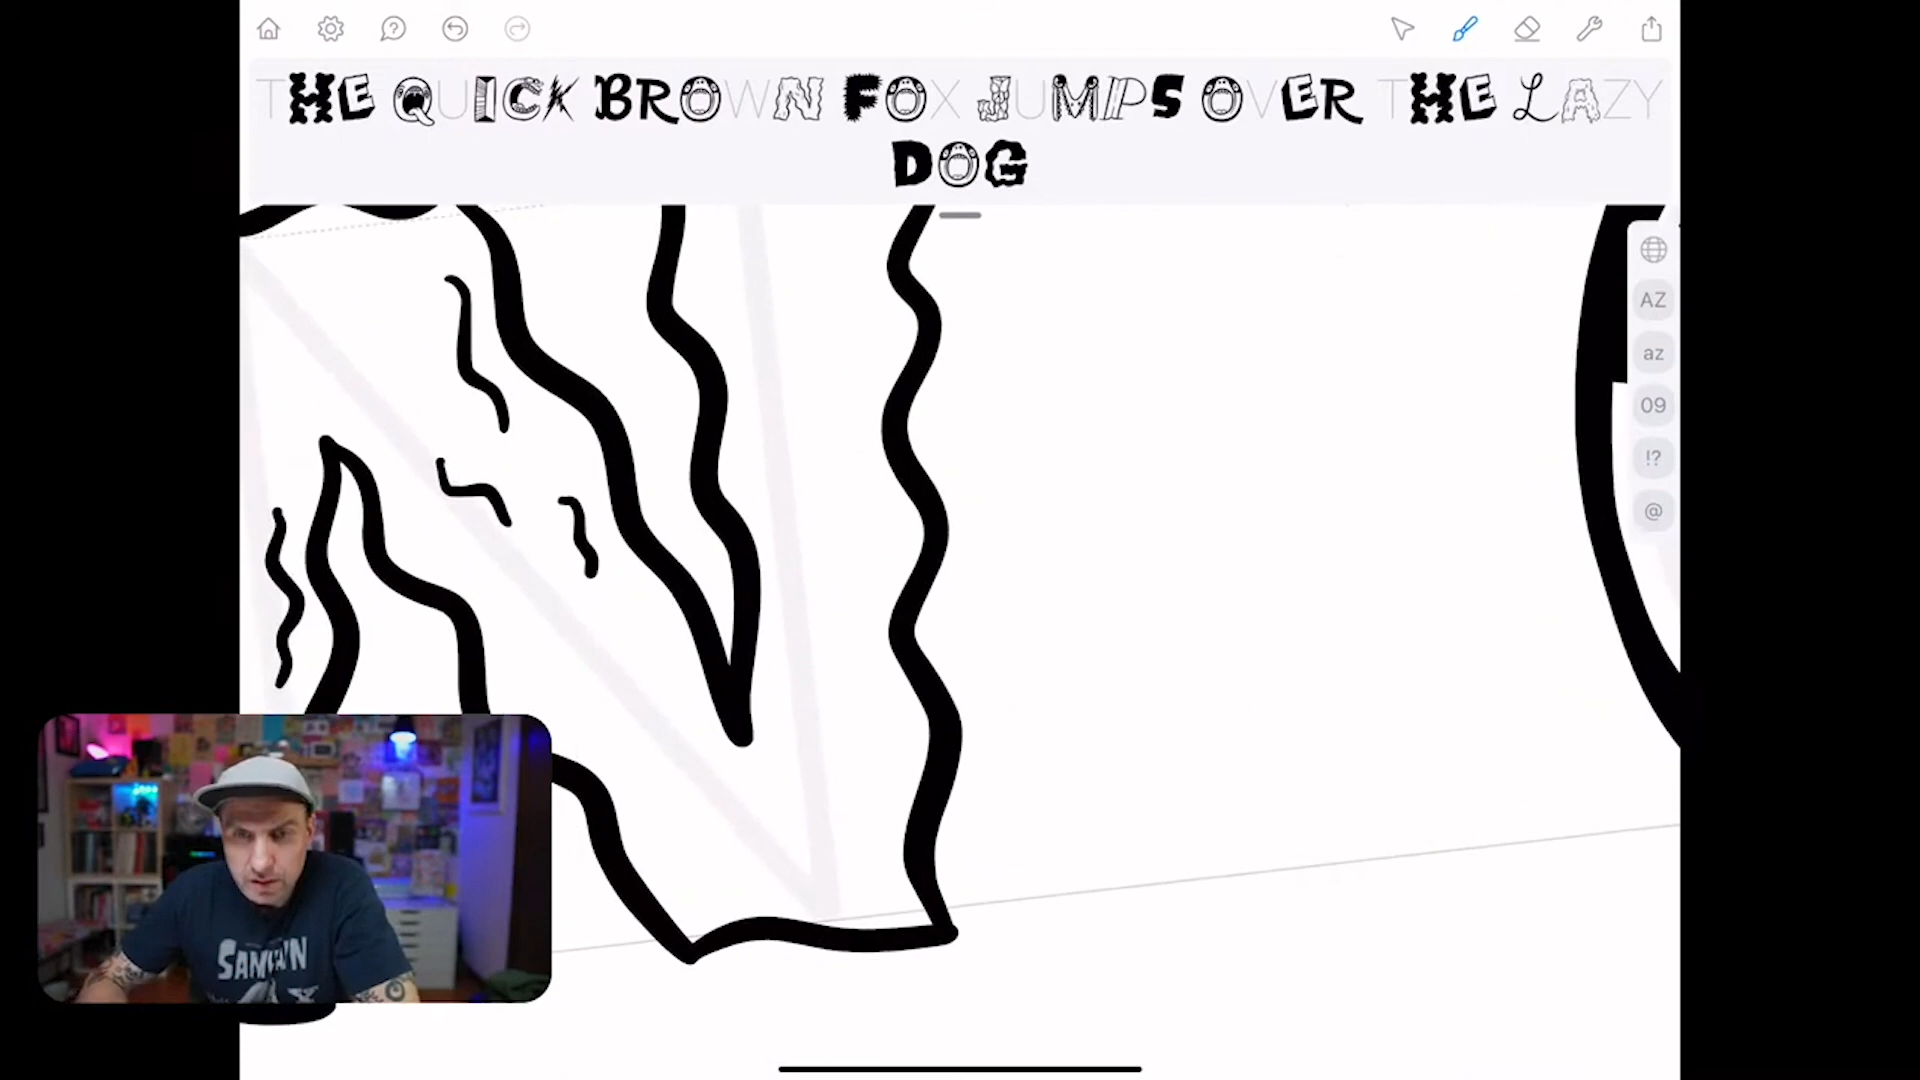 THE QUICK BROWN FOX JUMPS OVER THE LAZY
DOG
AZ
az
09
!?
@